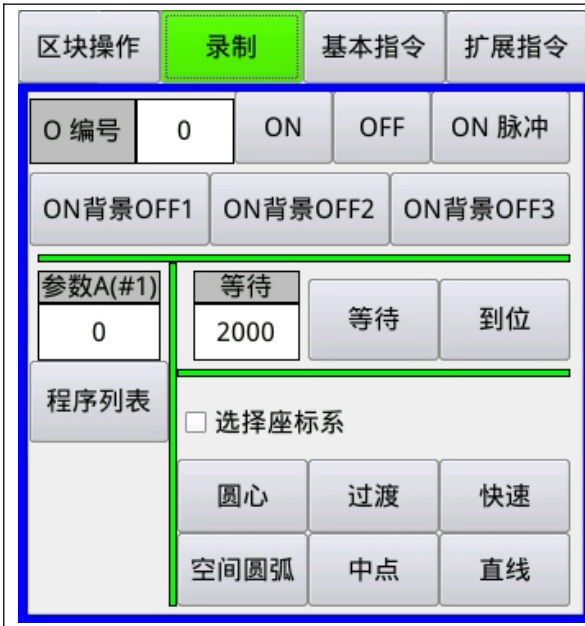 区块操作 录制 基本指令 扩展指令
O 编号 0 ON OFF ON 脉冲
ON背景OFF1 ON背景OFF2 ON背景OFF3
参数A(#1) 等待
0 2000 等待 到位
程序列表
选择座标系
圆心 过渡 快速
空间圆弧 中点 直线